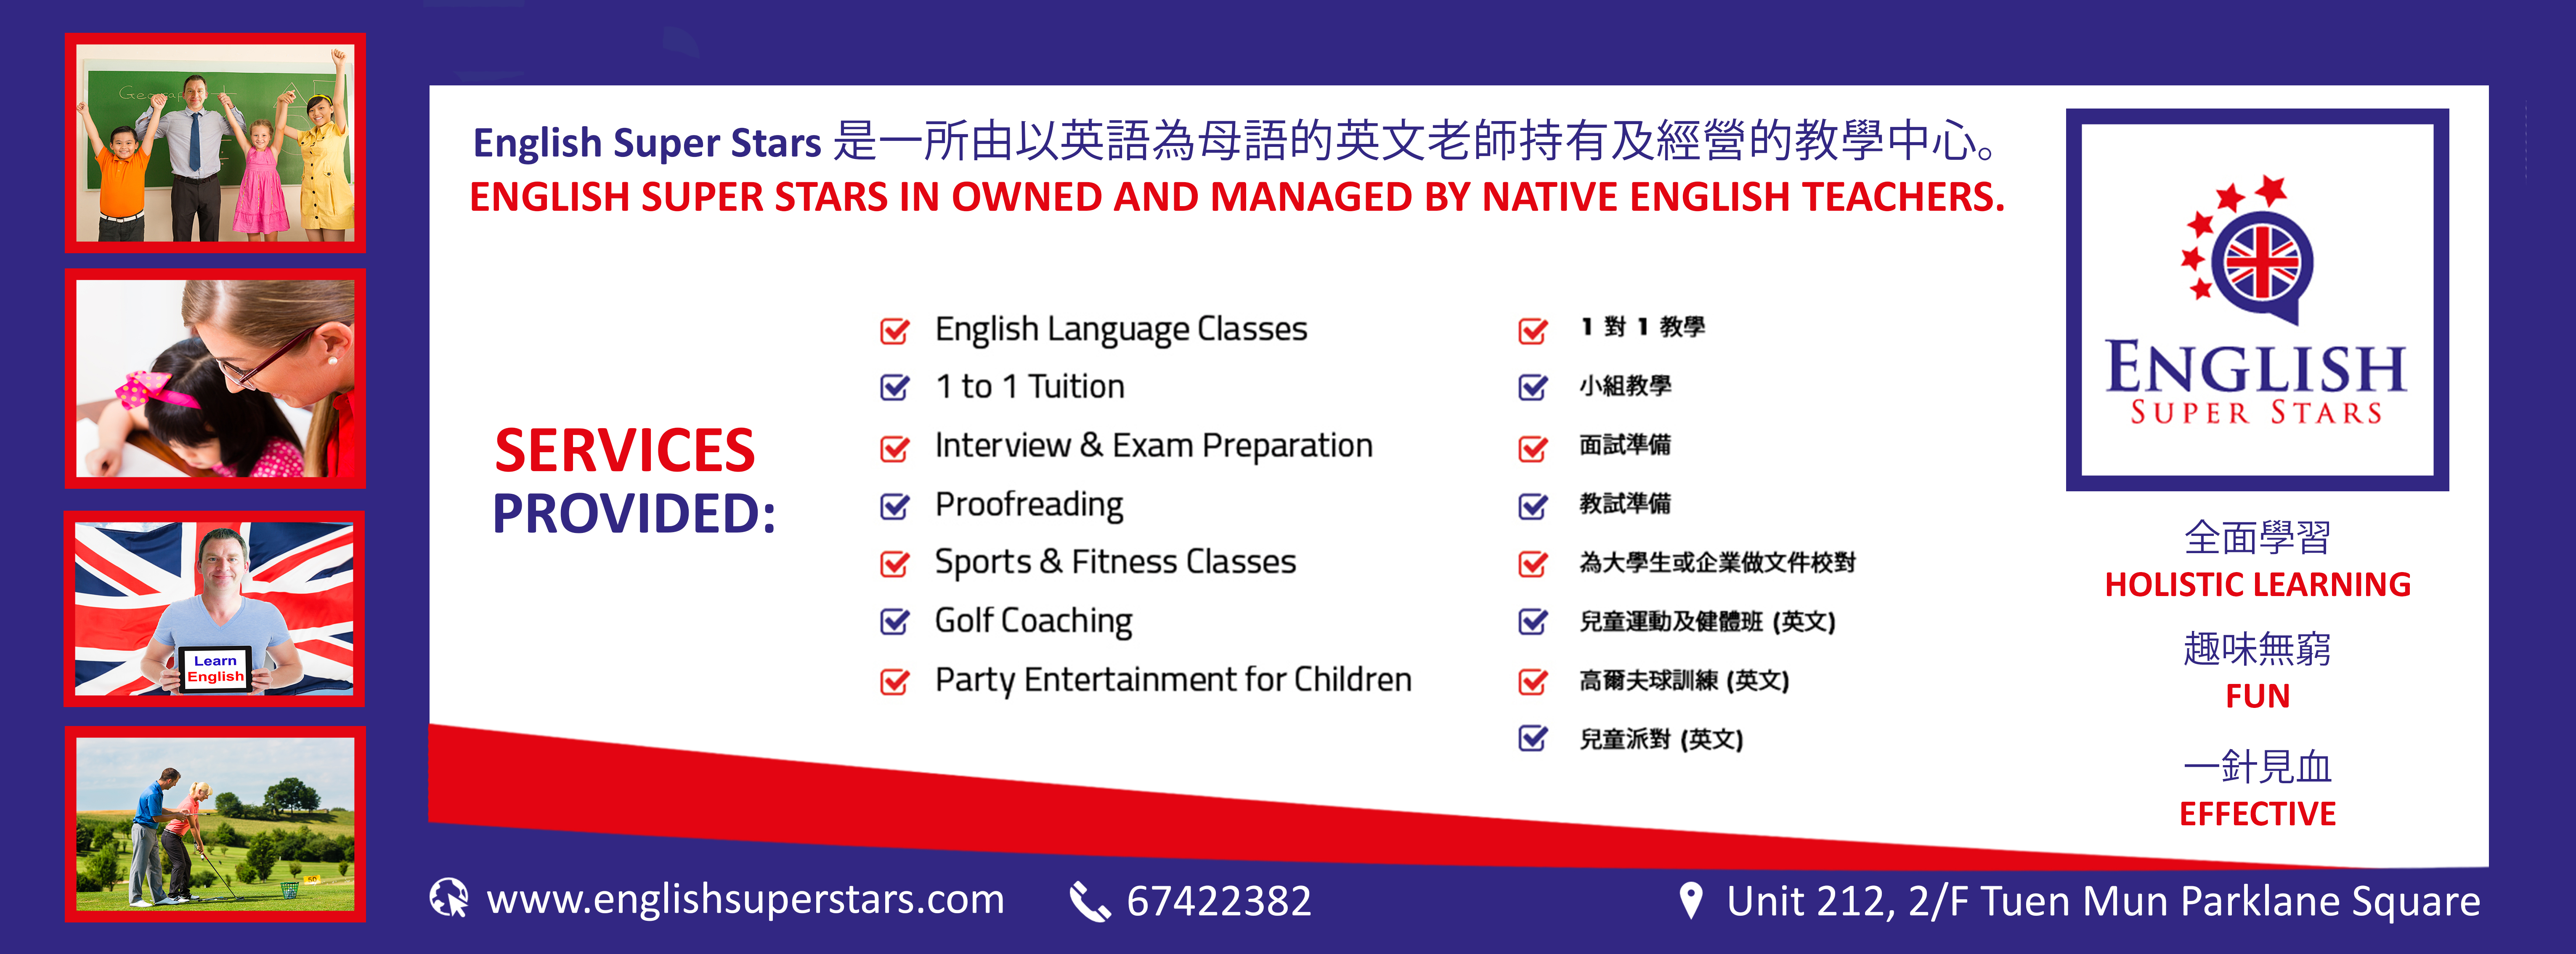 Geograp
English Super Stars 是一所由以英語為母語的英文老師持有及經營的教學中心。
ENGLISH SUPER STARS IN OWNED AND MANAGED BY NATIVE ENGLISH TEACHERS.
SERVICES
PROVIDED:
English Language Classes
1 to 1 Tuition
Interview & Exam Preparation
Proofreading
Sports & Fitness Classes
Golf Coaching
Party Entertainment for Children
1 對 1 教學
小組教學
面試準備
教試準備
為大學生或企業做文件校對
兒童運動及健體班 (英文)
高爾夫球訓練 (英文)
兒童派對 (英文)
ENGLISH
SUPER STARS
全面學習
HOLISTIC LEARNING
趣味無窮
FUN
一針見血
EFFECTIVE
Learn
English
50
www.englishsuperstars.com
67422382
Unit 212, 2/F Tuen Mun Parklane Square